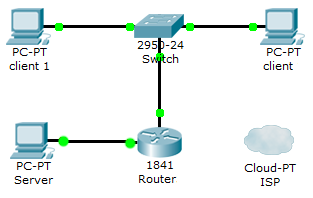 PC-PT
client 1
2950-24
Switch
PC-PT
client
PC-PT
Server
1841
Router
Cloud-PT
ISP